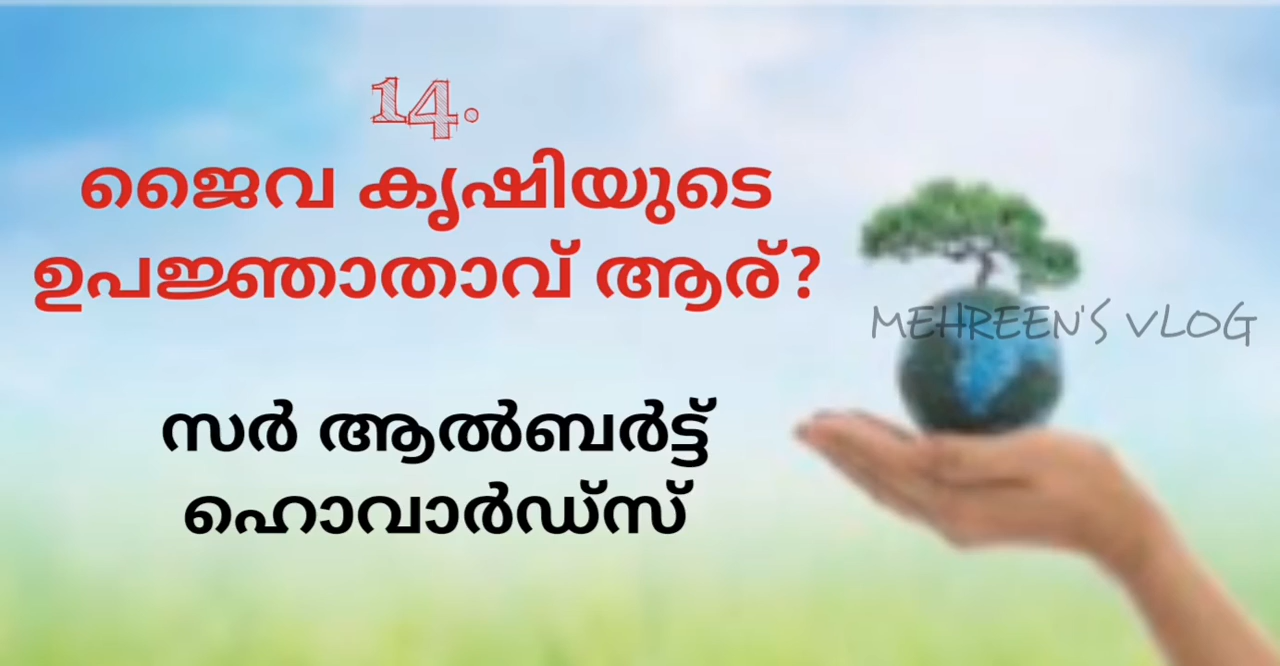 14.
ജൈവ കൃഷിയുടെ
ഉപജ്ഞാതാവ് ആര്?
MEHREEN'S VLOG
സർ ആൽബർട്ട്
ഹൊവാർഡ്സ്